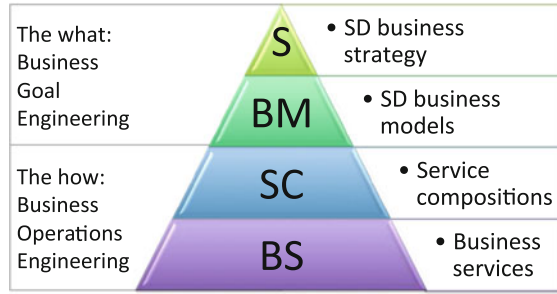 The what:
Business
Goal
Engineering
S
• SD business
strategy
BM
• SD business
models
The how:
Business
Operations
Engineering
SC
• Service
compositions
BS
• Business
services